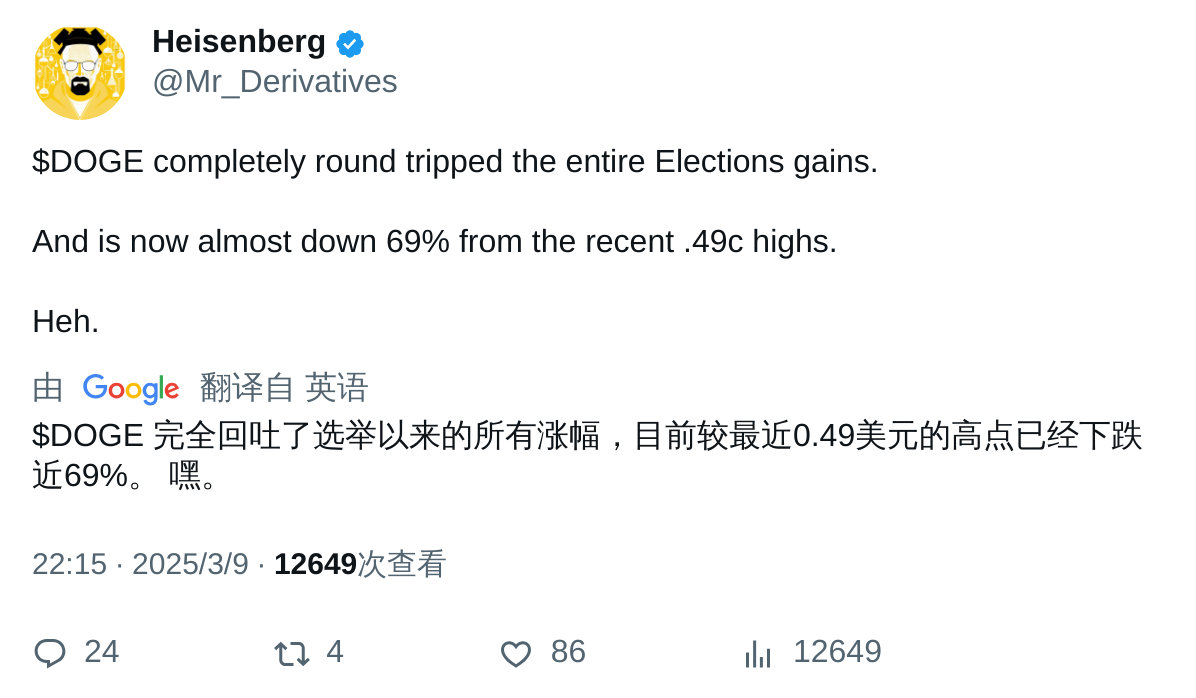 Heisenberg
@Mr_Derivatives
$DOGE completely round tripped the entire Elections gains.
And is now almost down 69% from the recent .49c highs.
Heh.
由 Google 翻译自 英语
$DOGE 完全回吐了选举以来的所有涨幅，目前较最近0.49美元的高点已经下跌
近69%。 嘿。
22:15 · 2025/3/9 · 12649次查看
24 4 86 12649